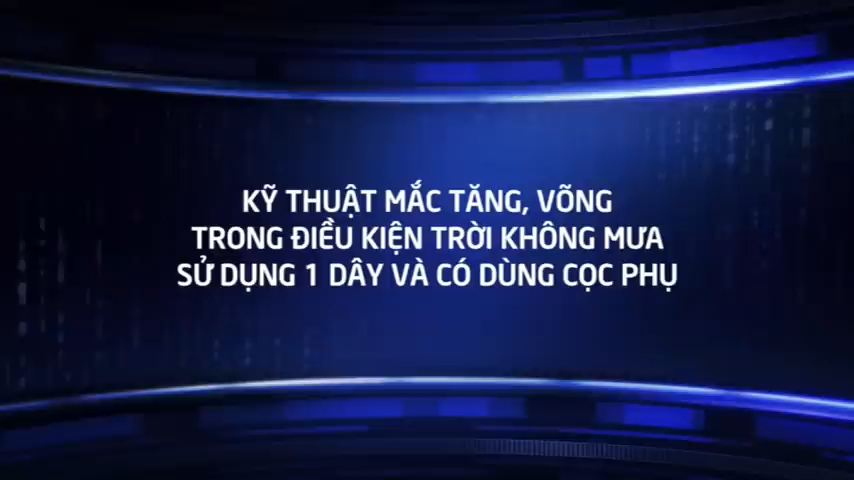 KỸ THUẬT MẮC TĂNG, VÕNG
TRONG ĐIỀU KIỆN TRỜI KHÔNG MƯA
SỬ DỤNG 1 DÂY VÀ CÓ DÙNG CỌC PHỤ